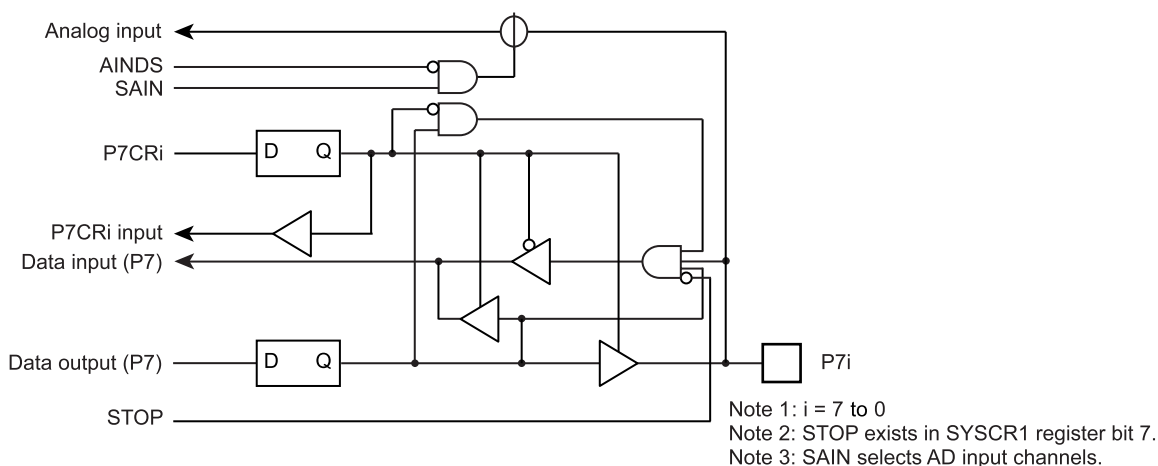 Analog input
AINDS
SAIN
P7CRi
D Q
P7CRi input
Data input (P7)
Data output (P7)
D Q
P7i
STOP
Note 1: i = 7 to 0
Note 2: STOP exists in SYSCR1 register bit 7.
Note 3: SAIN selects AD input channels.